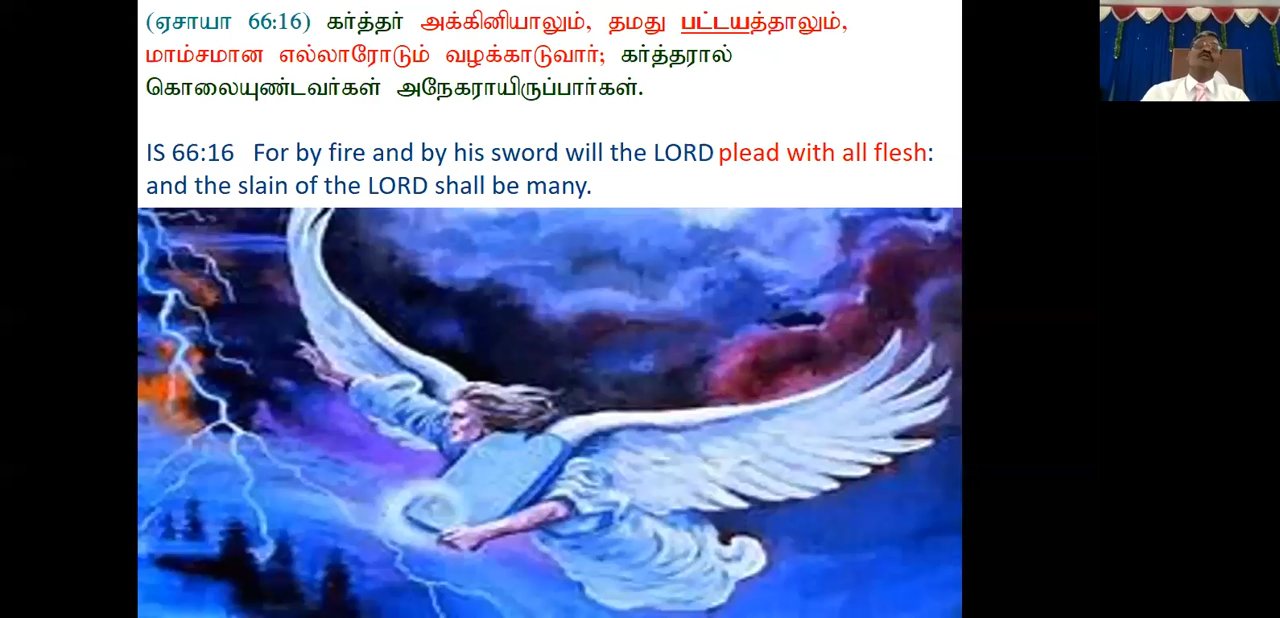 (ஏசாயா 66:16) கர்த்தர் அக்கினியாலும், தமது பட்டயத்தாலும்,
மாம்சமான எல்லாரோடும் வழக்காடுவார்; கர்த்தரால்
கொலையுண்டவர்கள் அநேகராயிருப்பார்கள்.
IS 66:16 For by fire and by his sword will the LORD plead with all flesh:
and the slain of the LORD shall be many.